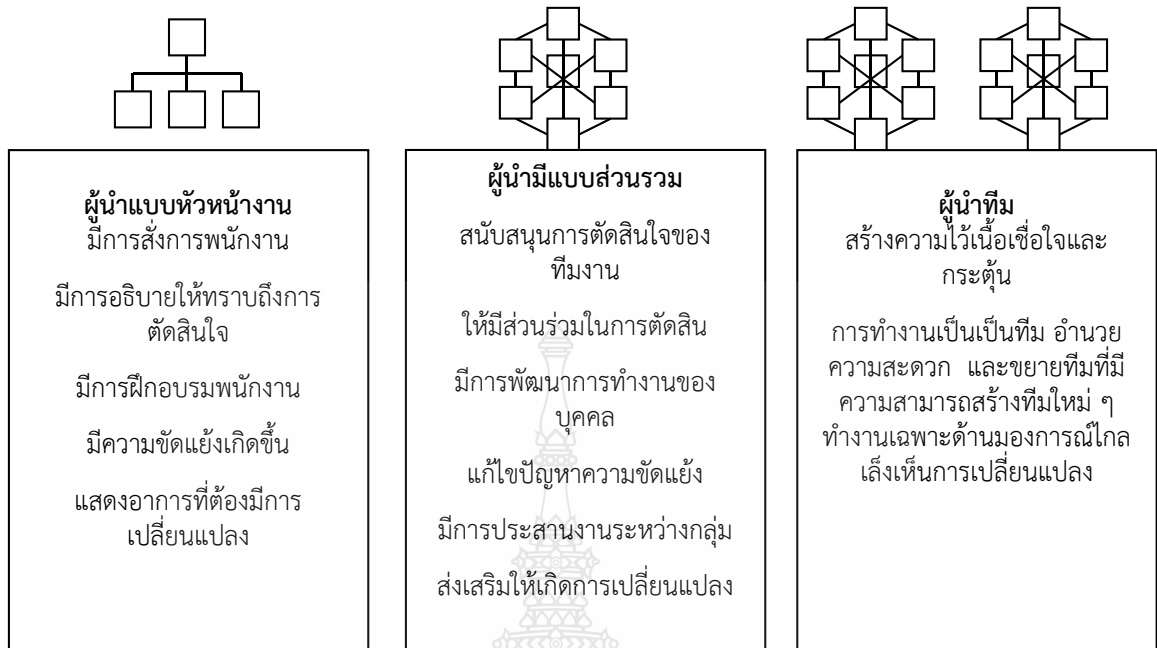 ผู้นำแบบหัวหน้างาน
มีการสั่งการพนักงาน
มีการอธิบายให้ทราบถึงการ
ตัดสินใจ
มีการฝึกอบรมพนักงาน
มีความขัดแย้งเกิดขึ้น
แสดงอาการที่ต้องมีการ
เปลี่ยนแปลง
ผู้นำมีแบบส่วนรวม
สนับสนุนการตัดสินใจของ
ทีมงาน
ให้มีส่วนร่วมในการตัดสิน
มีการพัฒนาการทำงานของ
บุคคล
แก้ไขปัญหาความขัดแย้ง
มีการประสานงานระหว่างกลุ่ม
ส่งเสริมให้เกิดการเปลี่ยนแปลง
ผู้นำทีม
สร้างความไว้เนื้อเชื่อใจและ
กระตุ้น
การทำงานเป็นเป็นทีม อำนวย
ความสะดวก และขยายทีมที่มี
ความสามารถสร้างทีมใหม่ ๆ
ทำงานเฉพาะด้านมองการณ์ไกล
เล็งเห็นการเปลี่ยนแปลง